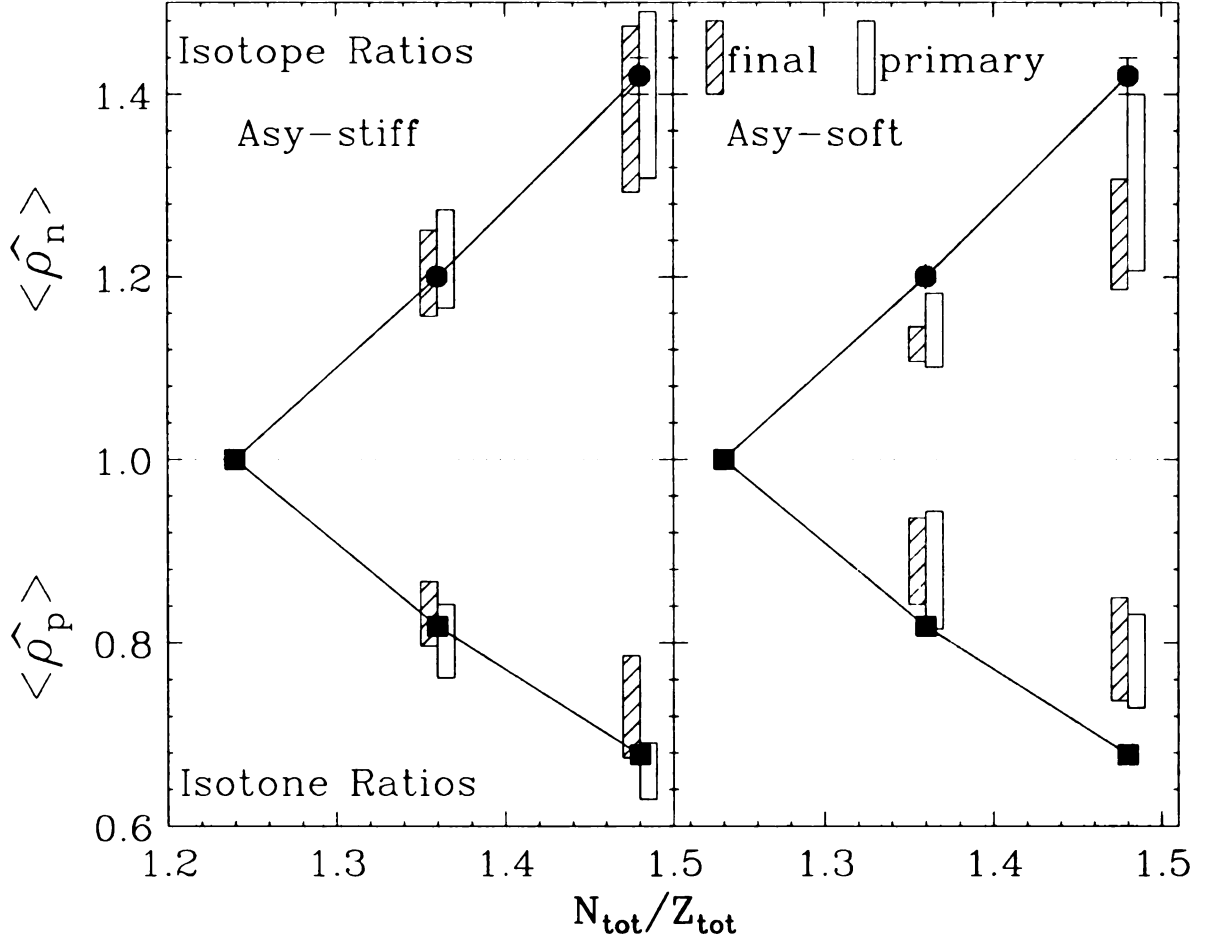 Isotope Ratios
final
primary
Asy-stiff
Asy-soft
1.4
1.2
1.0
0.8
0.6
<ρ̂n>
<ρ̂p>
Isotone Ratios
1.2 1.3 1.4 1.5 1.3 1.4 1.5
Ntot/Ztot